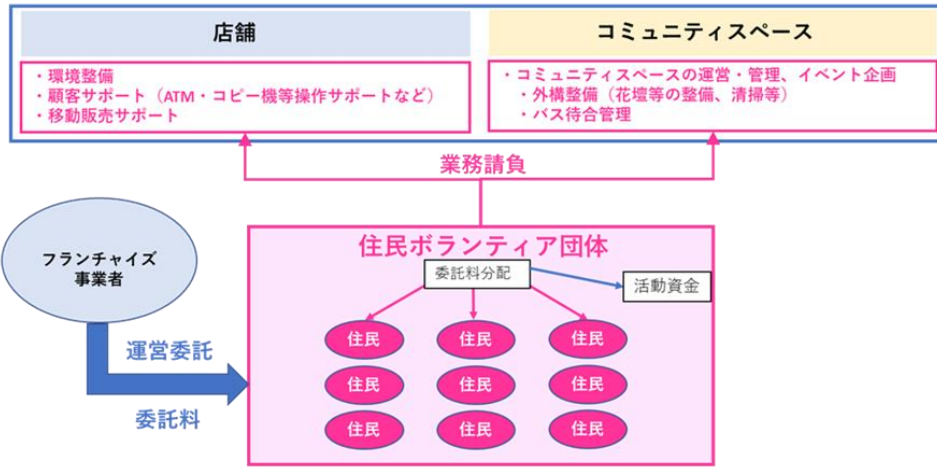 店舗
コミュニティスペース
・環境整備
・顧客サポート（ATM・コピー機等操作サポートなど）
・移動販売サポート
・コミュニティスペースの運営・管理、イベント企画
・外構整備（花壇等の整備、清掃等）
・バス待合管理
業務請負
フランチャイズ
事業者
住民ボランティア団体
委託料分配
活動資金
住民
住民
住民
住民
住民
住民
住民
住民
住民
運営委託
委託料